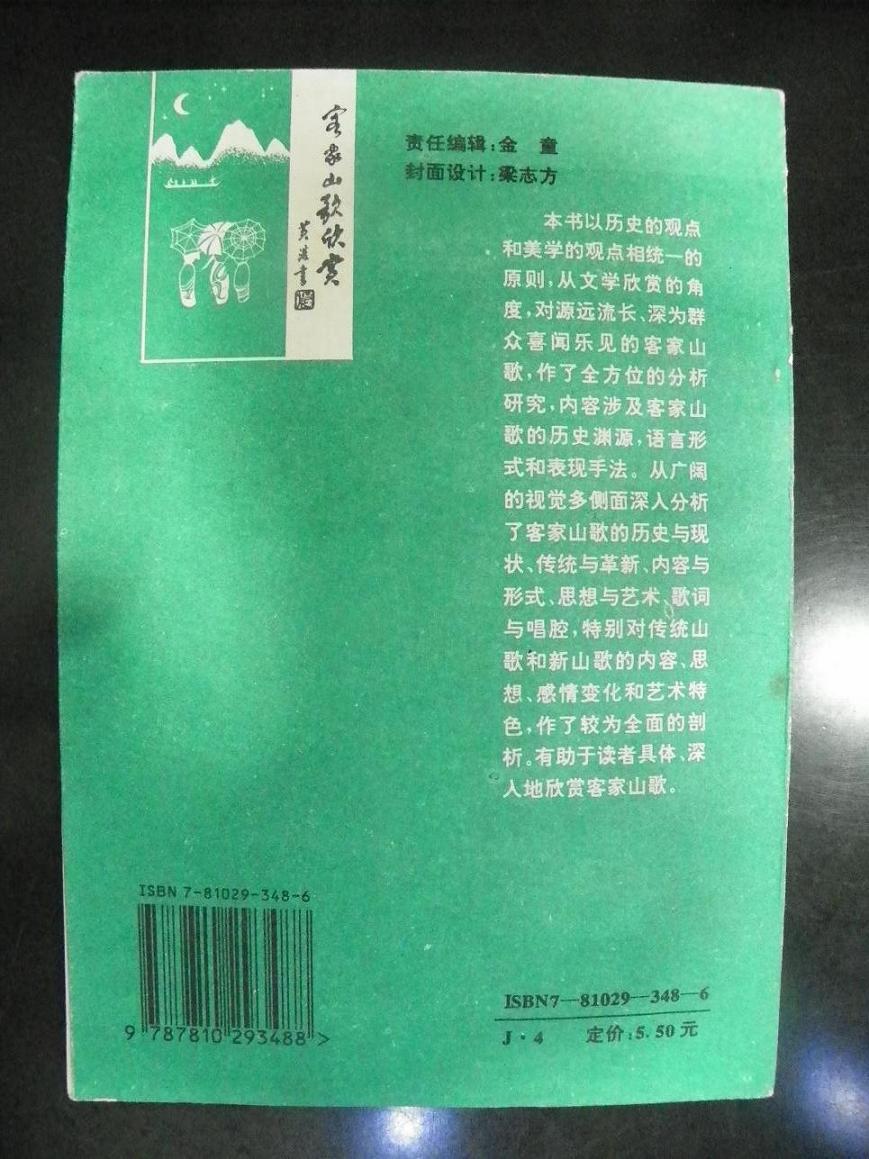 客家山歌欣赏
责任编辑:金 童
封面设计:梁志方
本书以历史的观点
和美学的观点相统一的
原则,从文学欣赏的角
度,对源远流长、深为群
众喜闻乐见的客家山
歌,作了全方位的分析
研究,内容涉及客家山
歌的历史渊源,语言形
式和表现手法。从广阔
的视觉多侧面深入分析
了客家山歌的历史与现
状、传统与革新、内容与
形式、思想与艺术、歌词
与唱腔,特别对传统山
歌和新山歌的内容、思
想、感情变化和艺术特
色,作了较为全面的剖
析。有助于读者具体、深
入地欣赏客家山歌。
ISBN 7-81029-348-6
9 787810 293488 >
ISBN7—81029—348—6
J·4 定价:5.50元